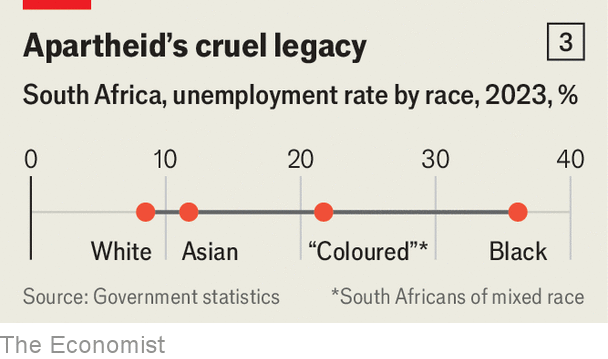 Apartheid’s cruel legacy
3
South Africa, unemployment rate by race, 2023, %
0 10 20 30 40
White Asian “Coloured”* Black
Source: Government statistics *South Africans of mixed race
The Economist